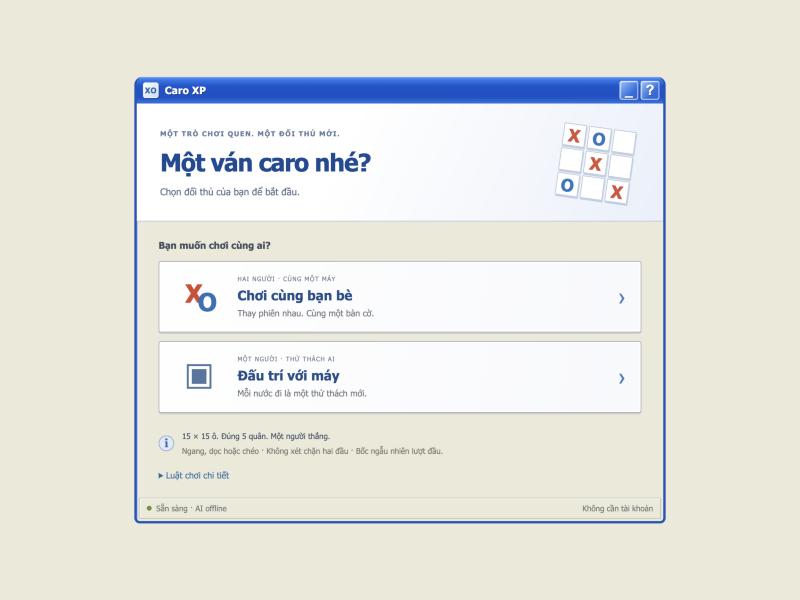 XO Caro XP _ ?
MỘT TRÒ CHƠI QUEN. MỘT ĐỐI THỦ MỚI.
Một ván caro nhé?
Chọn đối thủ của bạn để bắt đầu.
X O
X
O X
Bạn muốn chơi cùng ai?
XO
HAI NGƯỜI · CÙNG MỘT MÁY
Chơi cùng bạn bè
Thay phiên nhau. Cùng một bàn cờ.
MỘT NGƯỜI · THỬ THÁCH AI
Đấu trí với máy
Mỗi nước đi là một thử thách mới.
i
15 × 15 ô. Đúng 5 quân. Một người thắng.
Ngang, dọc hoặc chéo · Không xét chặn hai đầu · Bốc ngẫu nhiên lượt đầu.
Luật chơi chi tiết
Sẵn sàng · AI offline
Không cần tài khoản